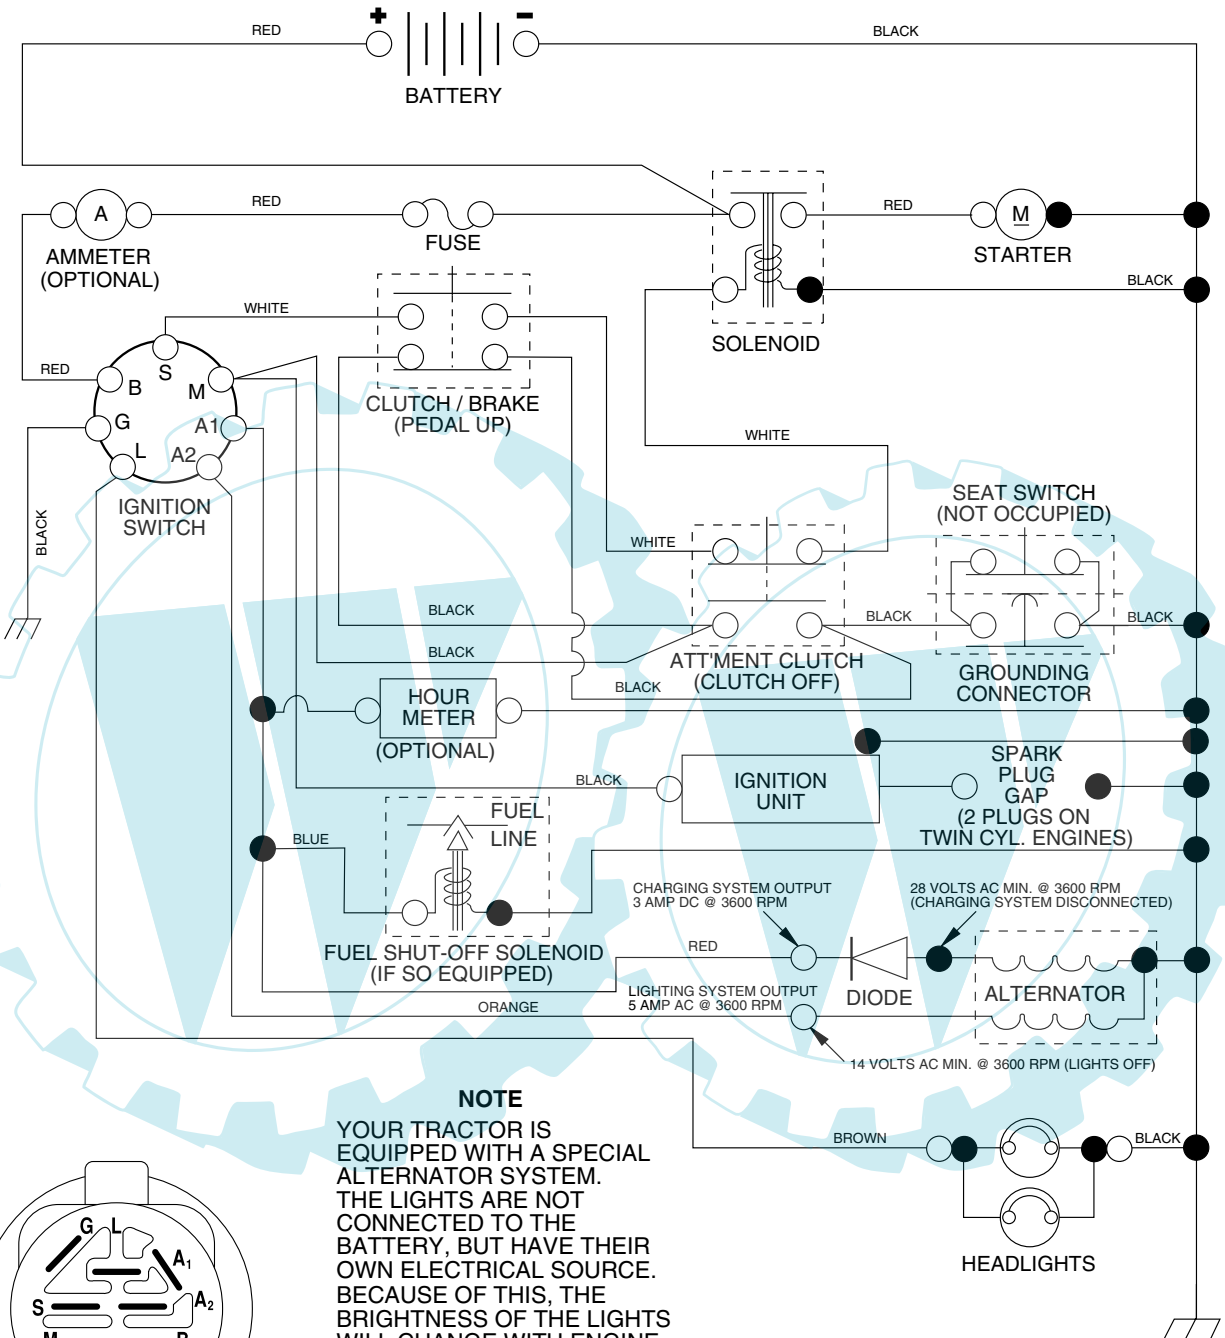 + -
RED
BLACK
BATTERY
A
RED
RED
M
AMMETER
(OPTIONAL)
FUSE
STARTER
BLACK
WHITE
SOLENOID
RED
S
B
M
CLUTCH / BRAKE
(PEDAL UP)
G
A1
L
A2
WHITE
IGNITION
SWITCH
BLACK
SEAT SWITCH
(NOT OCCUPIED)
WHITE
BLACK
BLACK
BLACK
BLACK
ATT'MENT CLUTCH
(CLUTCH OFF)
GROUNDING
CONNECTOR
BLACK
HOUR
METER
(OPTIONAL)
SPARK
PLUG
GAP
(2 PLUGS ON
TWIN CYL. ENGINES)
BLACK
IGNITION
UNIT
FUEL
LINE
BLUE
CHARGING SYSTEM OUTPUT
3 AMP DC @ 3600 RPM
28 VOLTS AC MIN. @ 3600 RPM
(CHARGING SYSTEM DISCONNECTED)
FUEL SHUT-OFF SOLENOID
(IF SO EQUIPPED)
RED
DIODE
ALTERNATOR
LIGHTING SYSTEM OUTPUT
5 AMP AC @ 3600 RPM
ORANGE
14 VOLTS AC MIN. @ 3600 RPM (LIGHTS OFF)
NOTE
YOUR TRACTOR IS
EQUIPPED WITH A SPECIAL
ALTERNATOR SYSTEM.
THE LIGHTS ARE NOT
CONNECTED TO THE
BATTERY, BUT HAVE THEIR
OWN ELECTRICAL SOURCE.
BECAUSE OF THIS, THE
BRIGHTNESS OF THE LIGHTS
WILL CHANGE WITH ENGINE
BROWN
BLACK
HEADLIGHTS
G L
A1
A2
S
M
B